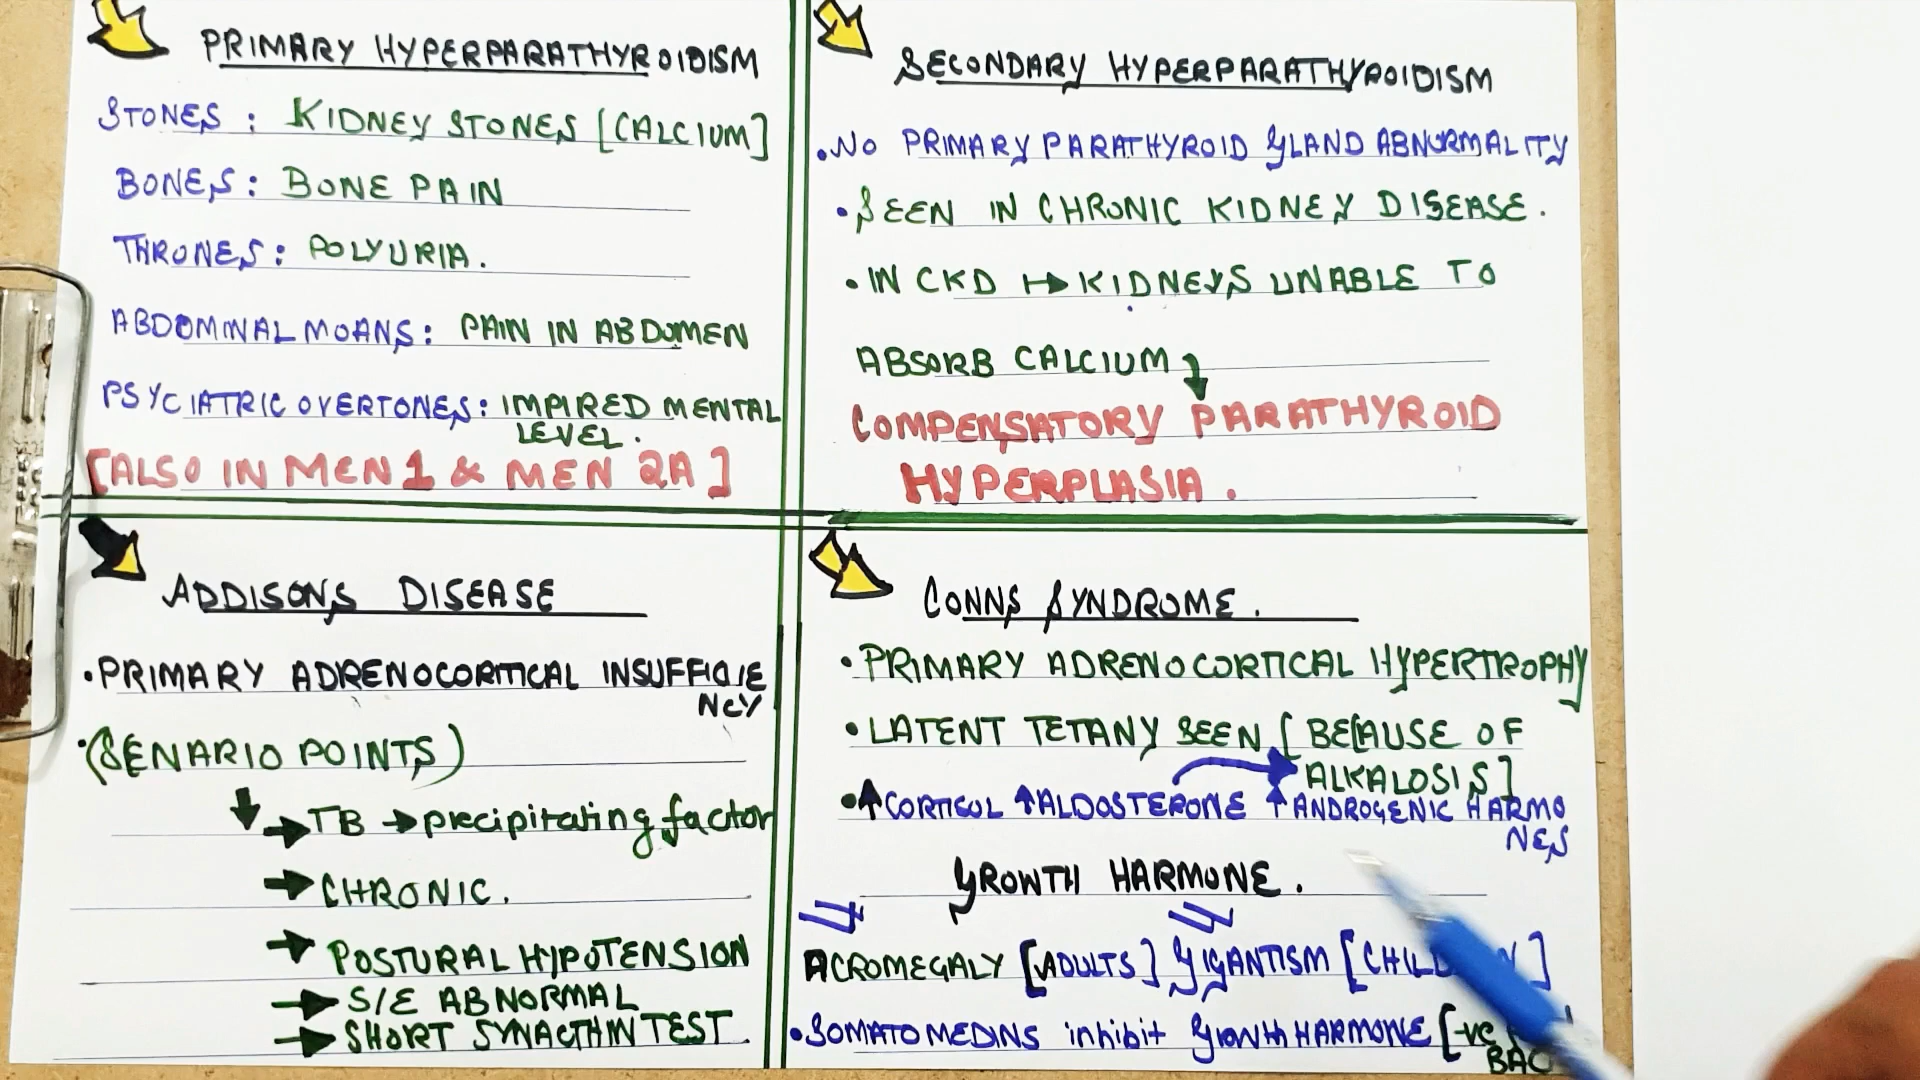 PRIMARY HYPERPARATHYROIDISM
STONES : KIDNEY STONES [CALCIUM]
BONES : BONE PAIN
THRONES : POLYURIA.
ABDOMINAL MOANS : PAIN IN ABDOMEN
PSYCIATRIC OVERTONES : IMPIRED MENTAL
LEVEL.
[ALSO IN MEN 1 & MEN 2A]
SECONDARY HYPERPARATHYROIDISM
• NO PRIMARY PARATHYROID GLAND ABNORMALITY
• SEEN IN CHRONIC KIDNEY DISEASE.
• IN CKD ↦ KIDNEYS UNABLE TO
ABSORB CALCIUM
COMPENSATORY PARATHYROID
HYPERPLASIA.
ADDISONS DISEASE
• PRIMARY ADRENOCORTICAL INSUFFICIE
NCY
• (SENARIO POINTS)
→ TB → precipitating factor
→ CHRONIC.
→ POSTURAL HYPOTENSION
→ S/E ABNORMAL
→ SHORT SYNACTHIN TEST.
CONNS SYNDROME.
• PRIMARY ADRENOCORTICAL HYPERTROPHY
• LATENT TETANY SEEN [BECAUSE OF
ALKALOSIS]
• ↑CORTISOL ↑ALDOSTERONE ↑ANDROGENIC HARMO
NES
GROWTH HARMONE.
ACROMEGALY [ADULTS] GIGANTISM [ ]
• SOMATOMEDINS inhibit Growth HARMONE [-ve